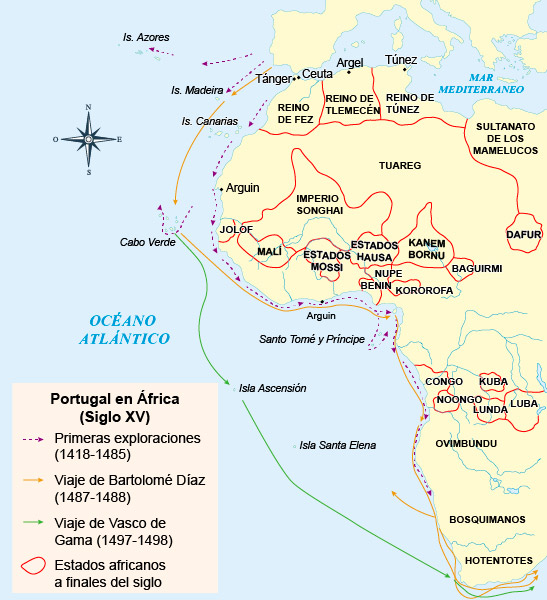 Is. Azores
Is. Madeira
Is. Canarias
Tánger
Ceuta
Argel
Túnez
MAR
MEDITERRANEO
N
O
E
S
REINO
DE FEZ
REINO DE
TLEMECÉN
REINO DE
TÚNEZ
SULTANATO
DE LOS
MAMELUCOS
TUAREG
Arguin
IMPERIO
SONGHAI
JOLOF
MALÍ
ESTADOS
MOSSI
ESTADOS
HAUSA
KANEM
BORNU
DAFUR
BAGUIRMI
NUPE
BENIN
KOROROFA
Cabo Verde
Arguin
Santo Tomé y Príncipe
OCÉANO
ATLÁNTICO
Isla Ascensión
Isla Santa Elena
CONGO
KUBA
NOONGO
LUNDA
LUBA
OVIMBUNDU
BOSQUIMANOS
HOTENTOTES
Portugal en África
(Siglo XV)
Primeras exploraciones
(1418-1485)
Viaje de Bartolomé Díaz
(1487-1488)
Viaje de Vasco de
Gama (1497-1498)
Estados africanos
a finales del siglo